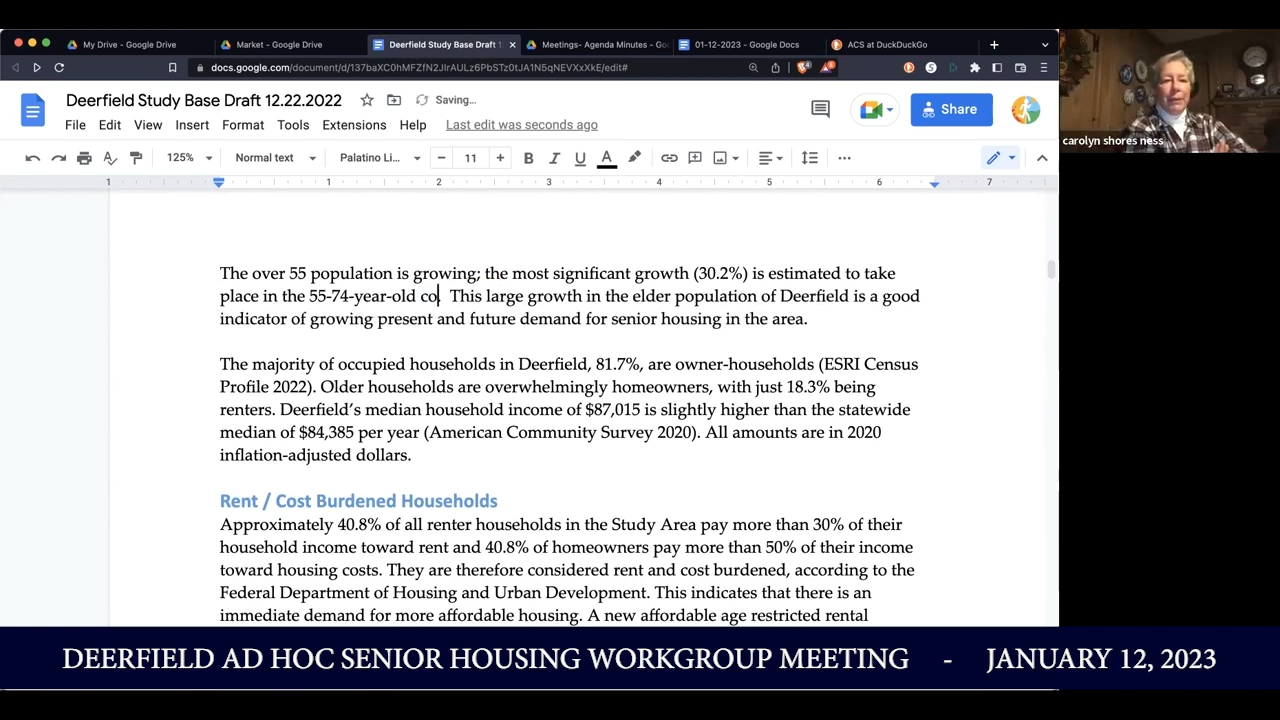 My Drive - Google Drive
Market - Google Drive
Deerfield Study Base Draft 1
Meetings- Agenda Minutes - Goo
01-12-2023 - Google Docs
ACS at DuckDuckGo
docs.google.com/document/d/137baXC0hMFZfN2JlrAULz6PbSTz0tJA1N5qNEVXxXkE/edit#
Deerfield Study Base Draft 12.22.2022
Saving...
File Edit View Insert Format Tools Extensions Help Last edit was seconds ago
Share
125% Normal text Palatino Li... 11 B I U A
1 1 2 3 4 5 6 7
carolyn shores ness
The over 55 population is growing; the most significant growth (30.2%) is estimated to take
place in the 55-74-year-old co. This large growth in the elder population of Deerfield is a good
indicator of growing present and future demand for senior housing in the area.
The majority of occupied households in Deerfield, 81.7%, are owner-households (ESRI Census
Profile 2022). Older households are overwhelmingly homeowners, with just 18.3% being
renters. Deerfield's median household income of $87,015 is slightly higher than the statewide
median of $84,385 per year (American Community Survey 2020). All amounts are in 2020
inflation-adjusted dollars.
Rent / Cost Burdened Households
Approximately 40.8% of all renter households in the Study Area pay more than 30% of their
household income toward rent and 40.8% of homeowners pay more than 50% of their income
toward housing costs. They are therefore considered rent and cost burdened, according to the
Federal Department of Housing and Urban Development. This indicates that there is an
immediate demand for more affordable housing. A new affordable age restricted rental
DEERFIELD AD HOC SENIOR HOUSING WORKGROUP MEETING - JANUARY 12, 2023